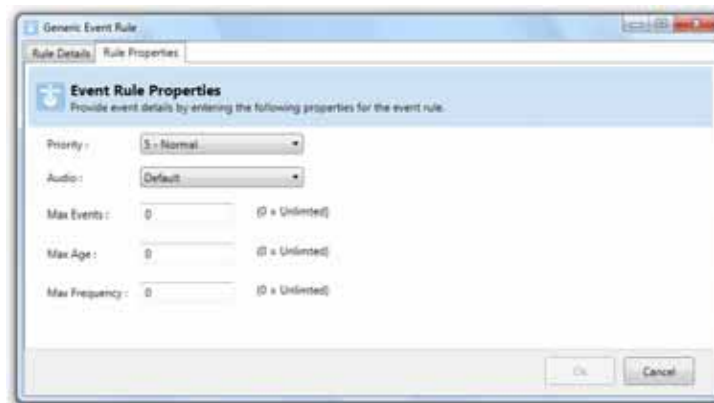 Generic Event Rule
Rule Details Rule Properties
Event Rule Properties
Provide event details by entering the following properties for the event rule.
Priority : 5 - Normal
Audio : Default
Max Events : 0 (0 = Unlimited)
Max Age : 0 (0 = Unlimited)
Max Frequency : 0 (0 = Unlimited)
Ok Cancel